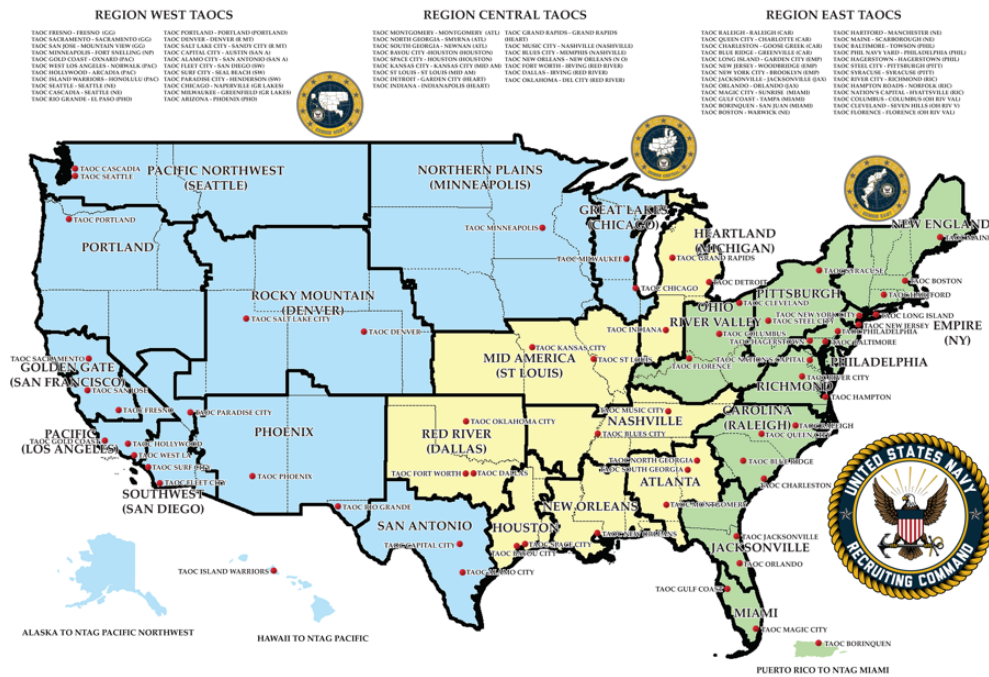 REGION WEST TAOCS
TAOC FRESNO - FRESNO (GG)
TAOC SACRAMENTO - SACRAMENTO (GG)
TAOC SAN JOSE - MOUNTAIN VIEW (GG)
TAOC MINNEAPOLIS - FORT SNELLING (NP)
TAOC GOLD COAST - OXNARD (PAC)
TAOC WEST LOS ANGELES - NORWALK (PAC)
TAOC HOLLYWOOD - ARCADIA (PAC)
TAOC ISLAND WARRIORS - HONOLULU (PAC)
TAOC SEATTLE - SEATTLE (NE)
TAOC CASCADIA - SEATTLE (NE)
TAOC RIO GRANDE - EL PASO (PHO)
TAOC PORTLAND - PORTLAND (PORTLAND)
TAOC DENVER - DENVER (R MT)
TAOC SALT LAKE CITY - SANDY CITY (R MT)
TAOC CAPITAL CITY - AUSTIN (SAN A)
TAOC ALAMO CITY - SAN ANTONIO (SAN A)
TAOC FLEET CITY - SAN DIEGO (SW)
TAOC SURF CITY - SEAL BEACH (SW)
TAOC PARADISE CITY - HENDERSON (SW)
TAOC CHICAGO - NAPERVILLE (GR LAKES)
TAOC MILWAUKEE - GREENFIELD (GR LAKES)
TAOC ARIZONA - PHOENIX (PHO)
REGION CENTRAL TAOCS
TAOC MONTGOMERY - MONTGOMERY (ATL)
TAOC NORTH GEORGIA - SMYRNA (ATL)
TAOC SOUTH GEORGIA - NEWNAN (ATL)
TAOC BAYOU CITY -HOUSTON (HOUSTON)
TAOC SPACE CITY - HOUSTON (HOUSTON)
TAOC KANSAS CITY - KANSAS CITY (MID AM)
TAOC ST LOUIS - ST LOUIS (MID AM)
TAOC DETROIT - HAZELDEN CITY (HEART)
TAOC INDIANA - INDIANAPOLIS (HEART)
TAOC GRAND RAPIDS - GRAND RAPIDS
(HEART)
TAOC MUSIC CITY - NASHVILLE (NASHVILLE)
TAOC BLUES CITY - MEMPHIS (NASHVILLE)
TAOC NEW ORLEANS - NEW ORLEANS (N O)
TAOC FORT WORTH - IRVING (RED RIVER)
TAOC DALLAS - IRVING (RED RIVER)
TAOC OKLAHOMA - DEL CITY (RED RIVER)
REGION EAST TAOCS
TAOC RALEIGH - RALEIGH (CAR)
TAOC QUEEN CITY - CHARLOTTE (CAR)
TAOC CHARLESTON - GOOSE CREEK (CAR)
TAOC BLUE RIDGE - GREENVILLE (CAR)
TAOC LONG ISLAND - GARDEN CITY (EMP)
TAOC NEW JERSEY - WOODBRIDGE (EMP)
TAOC NEW YORK CITY - BROOKLYN (EMP)
TAOC JACKSONVILLE - JACKSONVILLE (JAX)
TAOC ORLANDO - ORLANDO (JAX)
TAOC MAGIC CITY - SUNRISE (MIAMI)
TAOC GULF COAST - TAMPA (MIAMI)
TAOC BORINQUEN - SAN JUAN (MIAMI)
TAOC BOSTON - WARWICK (NE)
TAOC HARTFORD - MANCHESTER (NE)
TAOC MAINE - SCARBOROUGH (NE)
TAOC BALTIMORE - TOWSON (PHIL)
TAOC PHIL NAVY YARD - PHILADELPHIA (PHIL)
TAOC HAGERSTOWN - HAGERSTOWN (PHIL)
TAOC STEEL CITY - PITTSBURGH (PITT)
TAOC SYRACUSE - SYRACUSE (PITT)
TAOC RIVER CITY - RICHMOND (RIC)
TAOC HAMPTON ROADS - NORFOLK (RIC)
TAOC NATION'S CAPITAL - HYATTSVILLE (RIC)
TAOC COLUMBUS - COLUMBUS (OH RIV VAL)
TAOC CLEVELAND - SEVEN HILLS (OH RIV V)
TAOC FLORENCE - FLORENCE (OH RIV VAL)
TAOC CASCADIA
TAOC SEATTLE
PACIFIC NORTHWEST
(SEATTLE)
TAOC PORTLAND
PORTLAND
NORTHERN PLAINS
(MINNEAPOLIS)
TAOC MINNEAPOLIS
GREAT LAKES
(CHICAGO)
TAOC MILWAUKEE
TAOC CHICAGO
HEARTLAND
(MICHIGAN)
TAOC GRAND RAPIDS
TAOC DETROIT
TAOC INDIANA
NEW ENGLAND
TAOC MAINE
TAOC SYRACUSE
TAOC BOSTON
TAOC HARTFORD
PITTSBURGH
TAOC CLEVELAND
TAOC NEW YORK CITY
TAOC LONG ISLAND
TAOC STEEL CITY
TAOC NEW JERSEY
EMPIRE
(NY)
OHIO
RIVER VALLEY
TAOC COLUMBUS
TAOC PHILADELPHIA
TAOC HAGERSTOWN
TAOC BALTIMORE
PHILADELPHIA
TAOC NATION'S CAPITAL
TAOC FLORENCE
TAOC RIVER CITY
RICHMOND
TAOC HAMPTON
ROCKY MOUNTAIN
(DENVER)
TAOC SALT LAKE CITY
TAOC DENVER
TAOC SACRAMENTO
GOLDEN GATE
(SAN FRANCISCO)
TAOC SAN JOSE
TAOC FRESNO
TAOC PARADISE CITY
PACIFIC
(LOS ANGELES)
TAOC GOLD COAST
TAOC HOLLYWOOD
TAOC WEST LA
TAOC SURF CITY
TAOC FLEET CITY
SOUTHWEST
(SAN DIEGO)
PHOENIX
TAOC PHOENIX
TAOC RIO GRANDE
TAOC KANSAS CITY
MID AMERICA
(ST LOUIS)
TAOC ST LOUIS
TAOC OKLAHOMA CITY
RED RIVER
(DALLAS)
TAOC FORT WORTH
TAOC DALLAS
TAOC MUSIC CITY
NASHVILLE
TAOC BLUES CITY
CAROLINA
(RALEIGH)
TAOC RALEIGH
TAOC QUEEN CITY
TAOC BLUE RIDGE
TAOC CHARLESTON
TAOC NORTH GEORGIA
TAOC SOUTH GEORGIA
ATLANTA
TAOC MONTGOMERY
NEW ORLEANS
TAOC NEW ORLEANS
HOUSTON
TAOC SPACE CITY
TAOC BAYOU CITY
SAN ANTONIO
TAOC CAPITAL CITY
TAOC ALAMO CITY
TAOC JACKSONVILLE
JACKSONVILLE
TAOC ORLANDO
TAOC GULF COAST
MIAMI
TAOC MAGIC CITY
TAOC BORINQUEN
PUERTO RICO TO NTAG MIAMI
TAOC ISLAND WARRIORS
ALASKA TO NTAG PACIFIC NORTHWEST
HAWAII TO NTAG PACIFIC
UNITED STATES NAVY
RECRUITING COMMAND